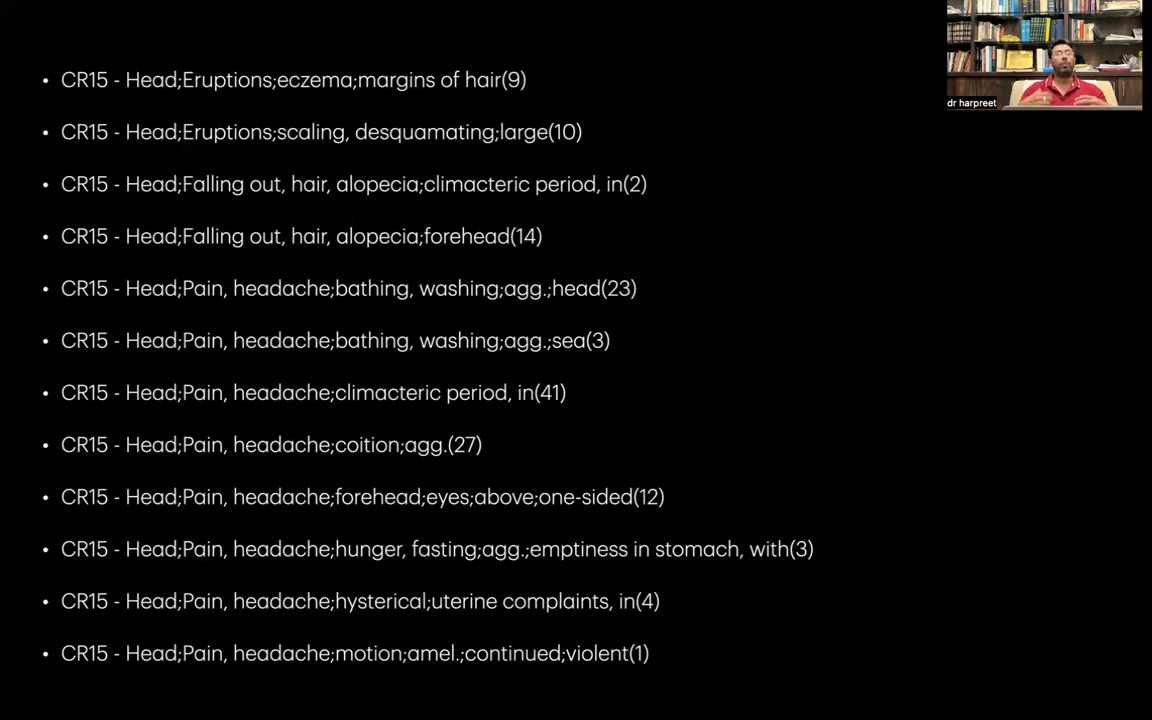 • CR15 - Head;Eruptions;eczema;margins of hair(9)
• CR15 - Head;Eruptions;scaling, desquamating;large(10)
• CR15 - Head;Falling out, hair, alopecia;climacteric period, in(2)
• CR15 - Head;Falling out, hair, alopecia;forehead(14)
• CR15 - Head;Pain, headache;bathing, washing;agg.;head(23)
• CR15 - Head;Pain, headache;bathing, washing;agg.;sea(3)
• CR15 - Head;Pain, headache;climacteric period, in(41)
• CR15 - Head;Pain, headache;coition;agg.(27)
• CR15 - Head;Pain, headache;forehead;eyes;above;one-sided(12)
• CR15 - Head;Pain, headache;hunger, fasting;agg.;emptiness in stomach, with(3)
• CR15 - Head;Pain, headache;hysterical;uterine complaints, in(4)
• CR15 - Head;Pain, headache;motion;amel.;continued;violent(1)
dr harpreet